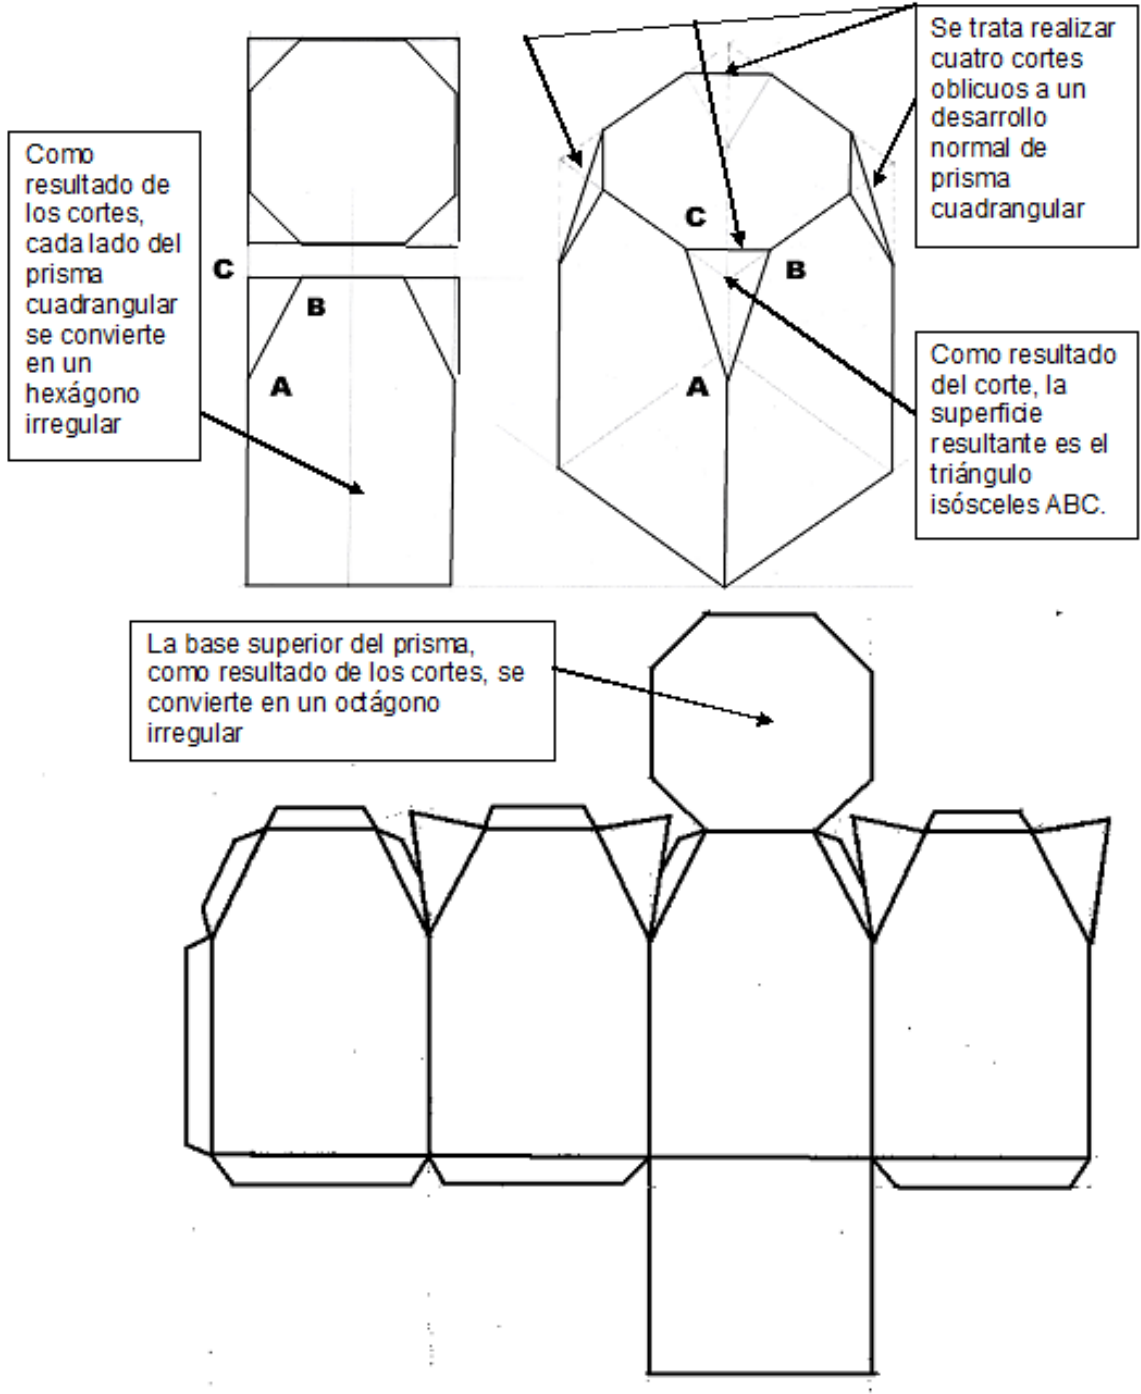 Como
resultado de
los cortes,
cada lado del
prisma
cuadrangular
se convierte
en un
hexágono
irregular
C
B
A
C
B
A
Se trata realizar
cuatro cortes
oblicuos a un
desarrollo
normal de
prisma
cuadrangular
Como resultado
del corte, la
superficie
resultante es el
triángulo
isósceles ABC.
La base superior del prisma,
como resultado de los cortes, se
convierte en un octágono
irregular